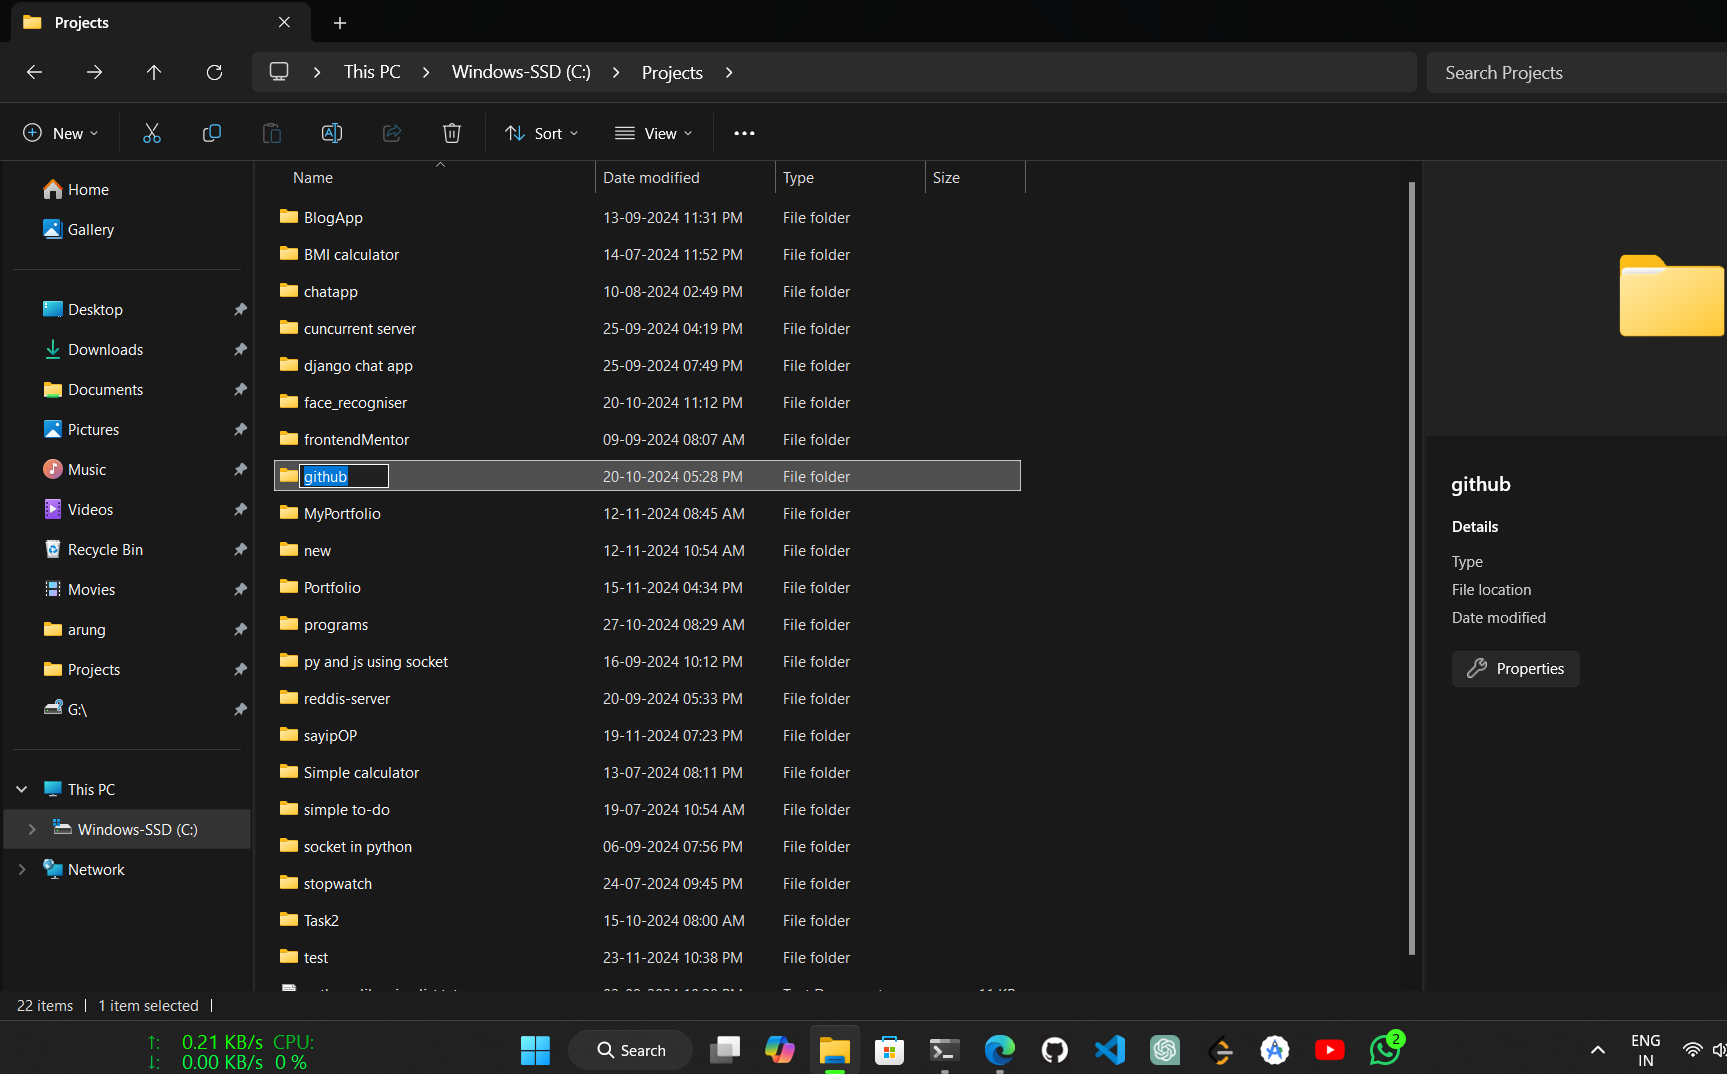 Projects
This PC
Windows-SSD (C:)
Projects
Search Projects
New
Sort
View
Home
Gallery
Desktop
Downloads
Documents
Pictures
Music
Videos
Recycle Bin
Movies
arung
Projects
G:\
This PC
Windows-SSD (C:)
Network
Name Date modified Type Size
BlogApp 13-09-2024 11:31 PM File folder
BMI calculator 14-07-2024 11:52 PM File folder
chatapp 10-08-2024 02:49 PM File folder
cuncurrent server 25-09-2024 04:19 PM File folder
django chat app 25-09-2024 07:49 PM File folder
face_recogniser 20-10-2024 11:12 PM File folder
frontendMentor 09-09-2024 08:07 AM File folder
github 20-10-2024 05:28 PM File folder
MyPortfolio 12-11-2024 08:45 AM File folder
new 12-11-2024 10:54 AM File folder
Portfolio 15-11-2024 04:34 PM File folder
programs 27-10-2024 08:29 AM File folder
py and js using socket 16-09-2024 10:12 PM File folder
reddis-server 20-09-2024 05:33 PM File folder
sayipOP 19-11-2024 07:23 PM File folder
Simple calculator 13-07-2024 08:11 PM File folder
simple to-do 19-07-2024 10:54 AM File folder
socket in python 06-09-2024 07:56 PM File folder
stopwatch 24-07-2024 09:45 PM File folder
Task2 15-10-2024 08:00 AM File folder
test 23-11-2024 10:38 PM File folder
github
Details
Type
File location
Date modified
Properties
22 items 1 item selected
↑: 0.21 KB/s CPU:
↓: 0.00 KB/s 0 %
Search
2
ENG
IN